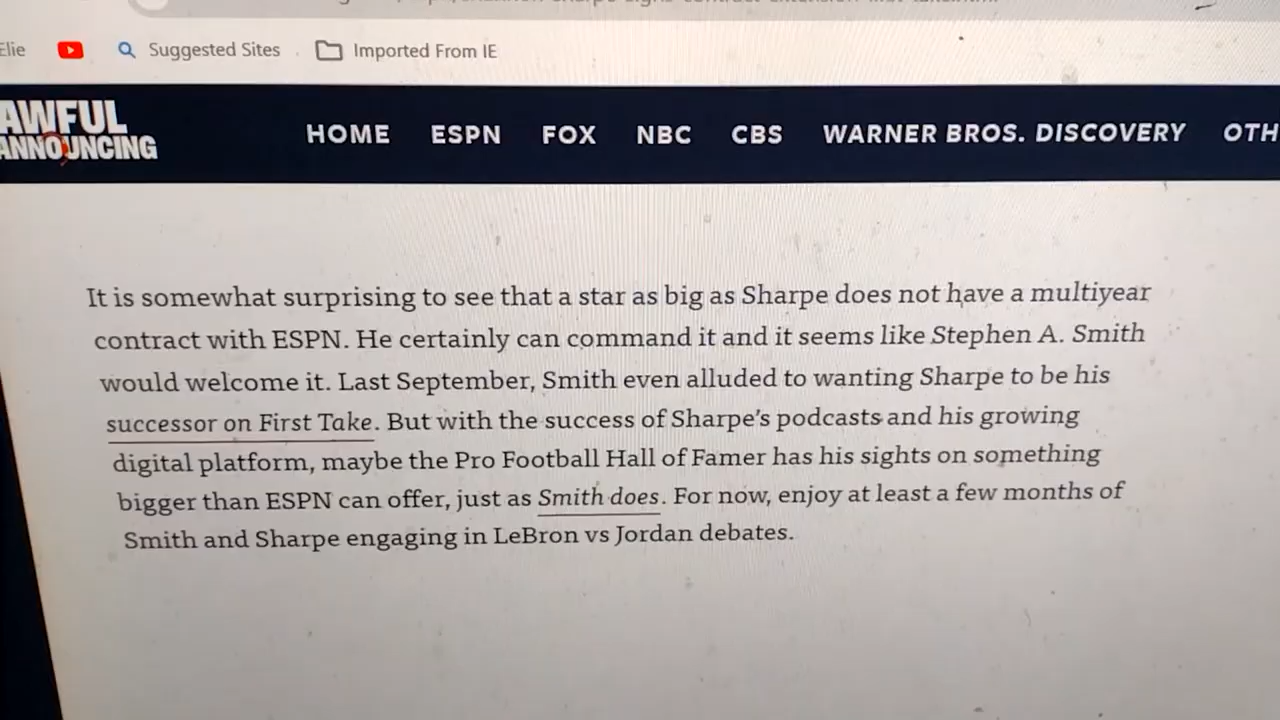 Elie
Suggested Sites
Imported From IE
AWFUL
ANNOUNCING
HOME ESPN FOX NBC CBS WARNER BROS. DISCOVERY OTH
It is somewhat surprising to see that a star as big as Sharpe does not have a multiyear
contract with ESPN. He certainly can command it and it seems like Stephen A. Smith
would welcome it. Last September, Smith even alluded to wanting Sharpe to be his
successor on First Take. But with the success of Sharpe's podcasts and his growing
digital platform, maybe the Pro Football Hall of Famer has his sights on something
bigger than ESPN can offer, just as Smith does. For now, enjoy at least a few months of
Smith and Sharpe engaging in LeBron vs Jordan debates.